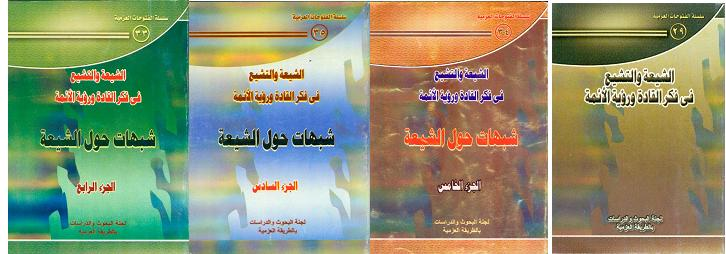 سلسلة الفتوحات العزمية
٣٣
الشيعة والتشيع
فى فكر القادة ورؤية الأئمة
شبهات حول الشيعة
الجزء الرابع
لجنة البحوث والدراسات
بالطريقة العزمية
سلسلة الفتوحات العزمية
٣٥
الشيعة والتشيع
فى فكر القادة ورؤية الأئمة
شبهات حول الشيعة
الجزء السادس
لجنة البحوث والدراسات
بالطريقة العزمية
سلسلة الفتوحات العزمية
٣٤
الشيعة والتشيع
فى فكر القادة ورؤية الأئمة
شبهات حول الشيعة
الجزء الخامس
لجنة البحوث والدراسات
بالطريقة العزمية
سلسلة الفتوحات العزمية
٢٩
الشيعة والتشيع
فى فكر القادة ورؤية الأئمة
لجنة البحوث والدراسات
بالطريقة العزمية